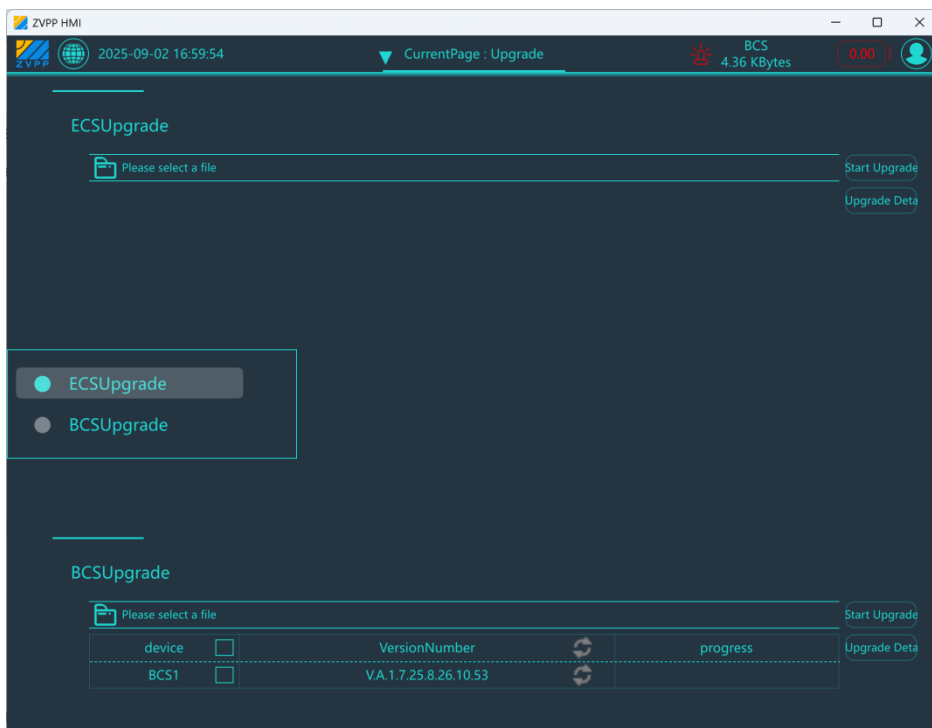 ZVPP HMI
ZVPP
2025-09-02 16:59:54
CurrentPage : Upgrade
BCS
4.36 KBytes
0.00
ECSUpgrade
Please select a file
Start Upgrade
Upgrade Deta
ECSUpgrade
BCSUpgrade
BCSUpgrade
Please select a file
Start Upgrade
device VersionNumber progress
Upgrade Deta
BCS1 V.A.1.7.25.8.26.10.53